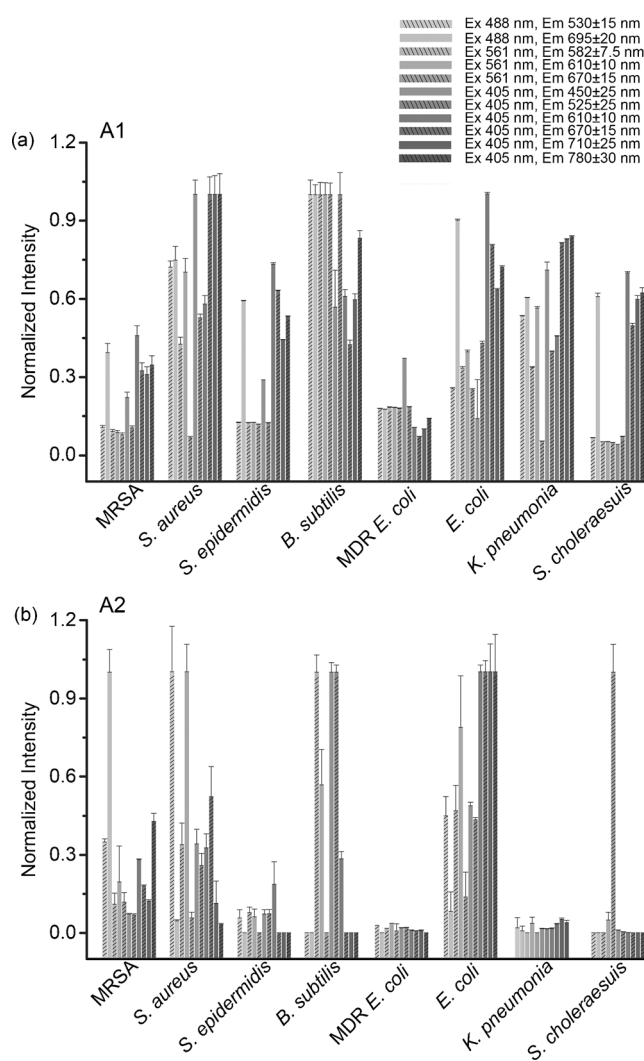 Ex 488 nm, Em 530±15 nm
Ex 488 nm, Em 695±20 nm
Ex 561 nm, Em 582±7.5 nm
Ex 561 nm, Em 610±10 nm
Ex 561 nm, Em 670±15 nm
Ex 405 nm, Em 450±25 nm
Ex 405 nm, Em 525±25 nm
Ex 405 nm, Em 610±10 nm
Ex 405 nm, Em 670±15 nm
Ex 405 nm, Em 710±25 nm
Ex 405 nm, Em 780±30 nm
(a)
A1
Normalized Intensity
1.2
0.9
0.6
0.3
0.0
MRSA
S. aureus
S. epidermidis
B. subtilis
MDR E. coli
E. coli
K. pneumonia
S. choleraesuis
(b)
A2
Normalized Intensity
1.2
0.9
0.6
0.3
0.0
MRSA
S. aureus
S. epidermidis
B. subtilis
MDR E. coli
E. coli
K. pneumonia
S. choleraesuis